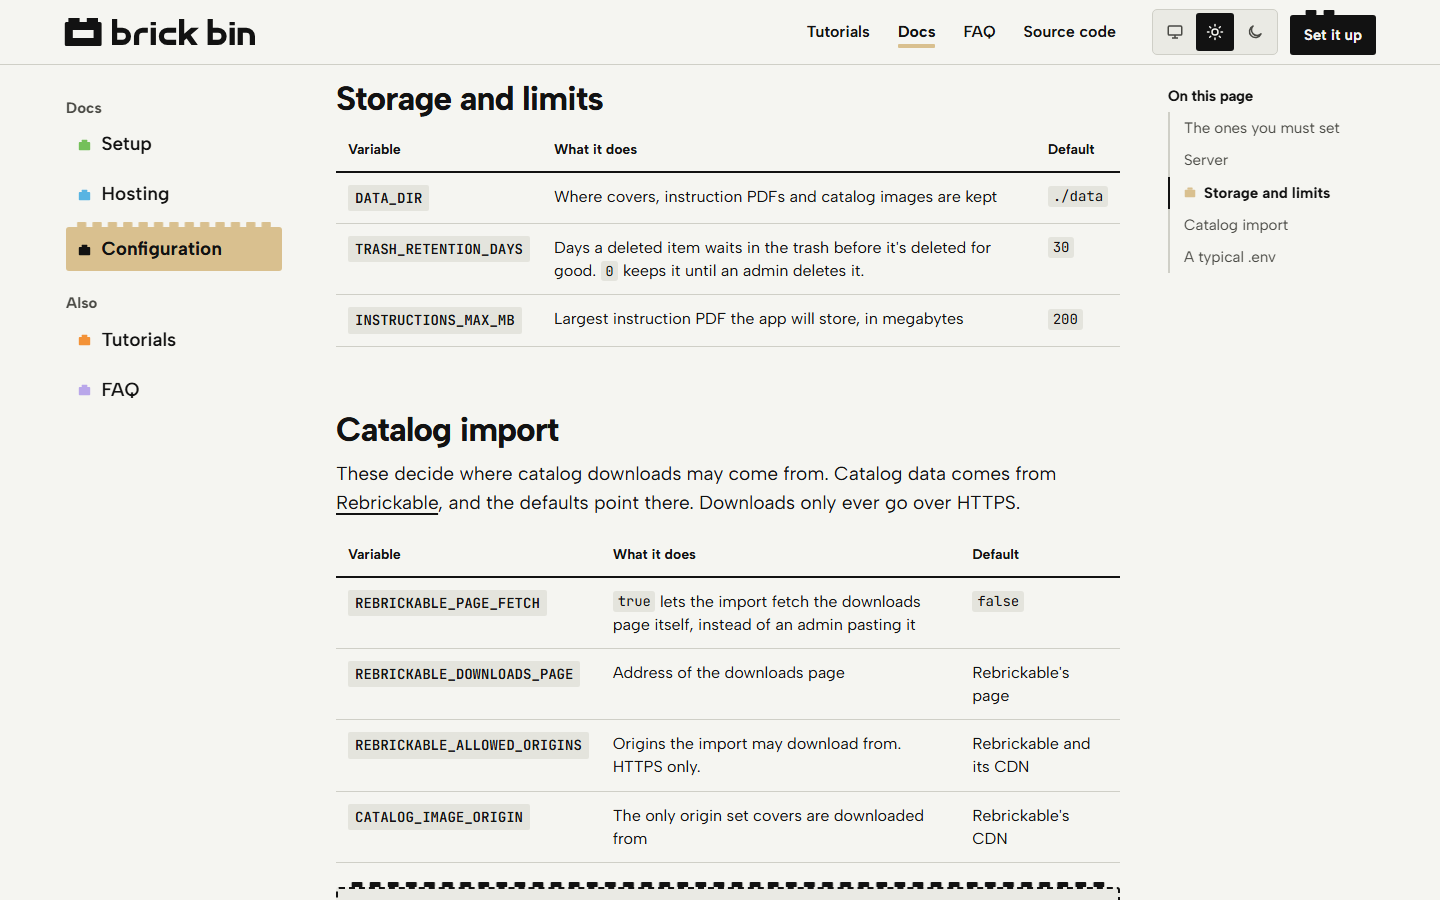 brick bin
Tutorials
Docs
FAQ
Source code
Set it up
Docs
Setup
Hosting
Configuration
Also
Tutorials
FAQ
Storage and limits
Variable What it does Default
DATA_DIR Where covers, instruction PDFs and catalog images are kept ./data
TRASH_RETENTION_DAYS Days a deleted item waits in the trash before it's deleted for 30
good. 0 keeps it until an admin deletes it.
INSTRUCTIONS_MAX_MB Largest instruction PDF the app will store, in megabytes 200
Catalog import
These decide where catalog downloads may come from. Catalog data comes from
Rebrickable, and the defaults point there. Downloads only ever go over HTTPS.
Variable What it does Default
REBRICKABLE_PAGE_FETCH true lets the import fetch the downloads false
page itself, instead of an admin pasting it
REBRICKABLE_DOWNLOADS_PAGE Address of the downloads page Rebrickable's
page
REBRICKABLE_ALLOWED_ORIGINS Origins the import may download from. Rebrickable and
HTTPS only. its CDN
CATALOG_IMAGE_ORIGIN The only origin set covers are downloaded Rebrickable's
from CDN
On this page
The ones you must set
Server
Storage and limits
Catalog import
A typical .env